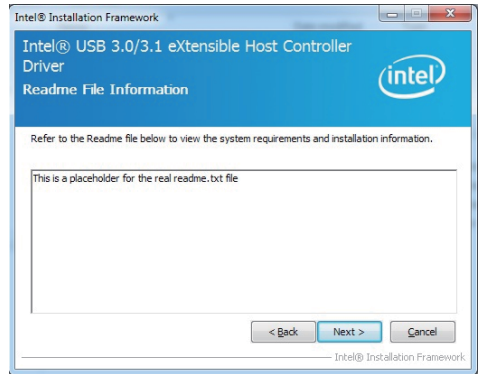 Intel® Installation Framework
Intel® USB 3.0/3.1 eXtensible Host Controller
Driver
Readme File Information
intel
Refer to the Readme file below to view the system requirements and installation information.
This is a placeholder for the real readme.txt file
< Back Next > Cancel
Intel® Installation Framework